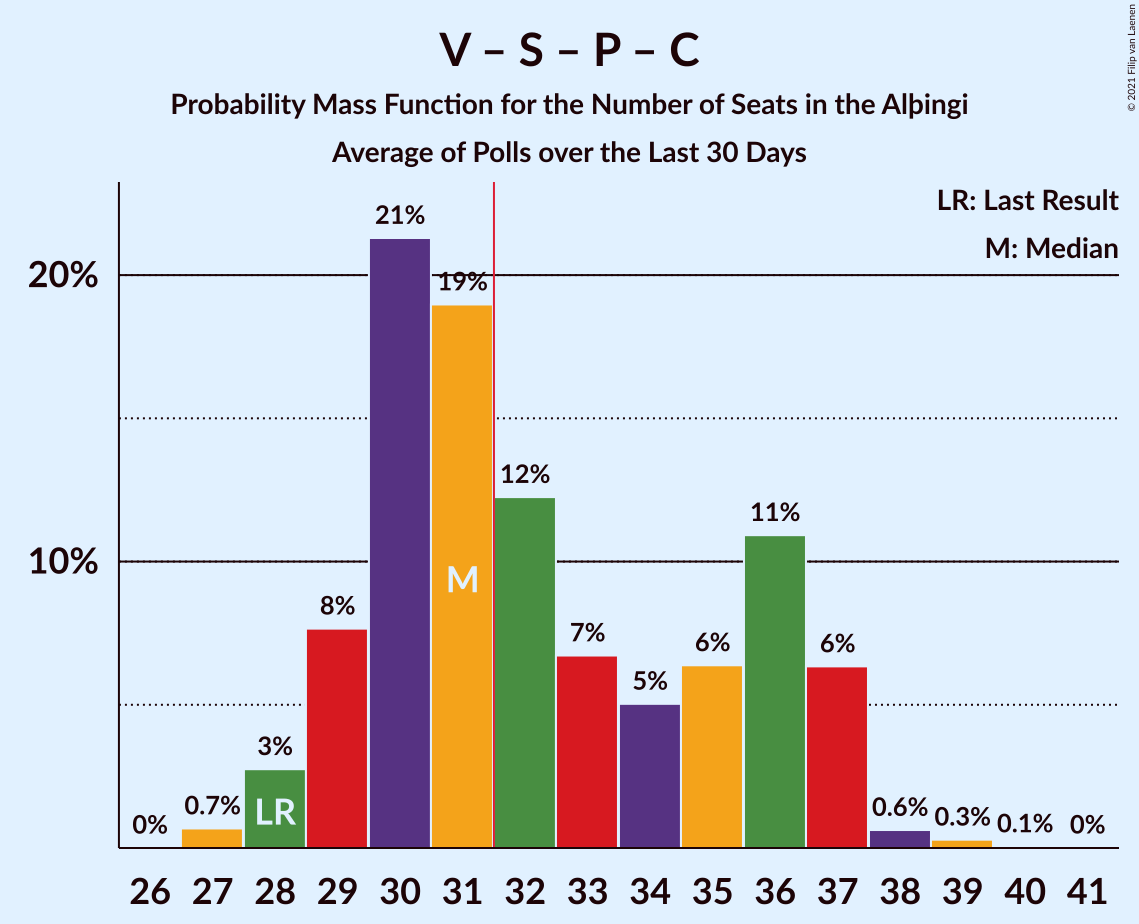 V – S – P – C
Probability Mass Function for the Number of Seats in the Alþingi
Average of Polls over the Last 30 Days
© 2021 Filip van Laenen
LR: Last Result
M: Median
20%
10%
0%
0.7%
3%
8%
21%
19%
12%
7%
5%
6%
11%
6%
0.6%
0.3%
0.1%
0%
LR
M
26 27 28 29 30 31 32 33 34 35 36 37 38 39 40 41